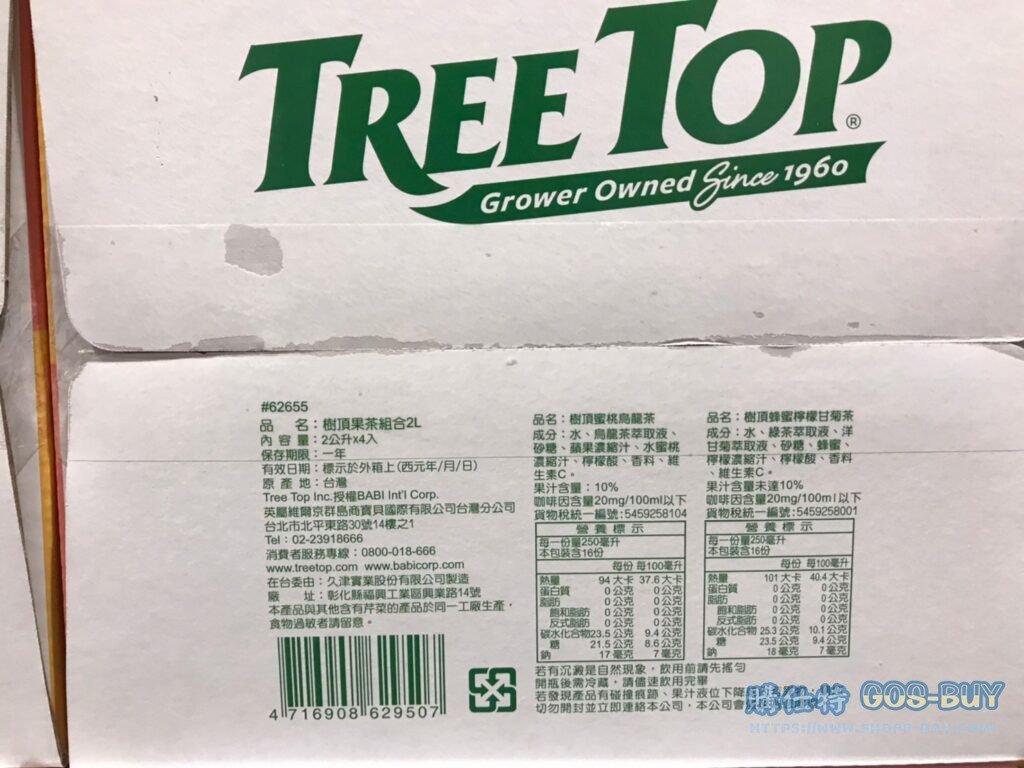 TREE TOP®
Grower Owned Since 1960
#62655
品　名：樹頂果茶組合2L
內 容 量：2公升x4入
保存期限：一年
有效日期：標示於外箱上(西元年/月/日)
原 產 地：台灣
Tree Top Inc.授權BABI Int'l Corp.
英屬維爾京群島商寶貝國際有限公司台灣分公司
台北市北平東路30號14樓之1
Tel：02-23918666
消費者服務專線：0800-018-666
www.treetop.com www.babicorp.com
在台委由：久津實業股份有限公司製造
廠　址：彰化縣福興工業區興業路14號
本產品與其他含有芹菜的產品於同一工廠生產，
食物過敏者請留意。
4 716908 629507
品名：樹頂蜜桃烏龍茶
成分：水、烏龍茶萃取液、
砂糖、蘋果濃縮汁、水蜜桃
濃縮汁、檸檬酸、香料、維
生素C。
果汁含量：10%
咖啡因含量20mg/100ml以下
貨物稅統一編號:5459258104
營養標示
每一份量250毫升
本包裝含16份
每份 每100毫升
熱量 94 大卡 37.6 大卡
蛋白質 0公克 0公克
脂肪 0公克 0公克
飽和脂肪 0公克 0公克
反式脂肪 0公克 0公克
碳水化合物 23.5 公克 9.4公克
糖 21.5 公克 8.6公克
鈉 17 毫克 7毫克
品名：樹頂蜂蜜檸檬甘菊茶
成分：水、綠茶萃取液、洋
甘菊萃取液、砂糖、蜂蜜、
檸檬濃縮汁、檸檬酸、香料
、維生素C。
果汁含量未達10%
咖啡因含量20mg/100ml以下
貨物稅統一編號:5459258001
營養標示
每一份量250毫升
本包裝含16份
每份 每100毫升
熱量 101 大卡 40.4 大卡
蛋白質 0公克 0公克
脂肪 0公克 0公克
飽和脂肪 0公克 0公克
反式脂肪 0公克 0公克
碳水化合物 25.3 公克 10.1公克
糖 23.5 公克 9.4公克
鈉 18 毫克 7毫克
若有沉澱是自然現象，飲用前請先搖勻
開瓶後需冷藏，請儘速飲用完畢
若發現產品有碰撞痕跡、果汁液位下降
切勿開封並立即連絡本公司，本公司會
GOS-BUY